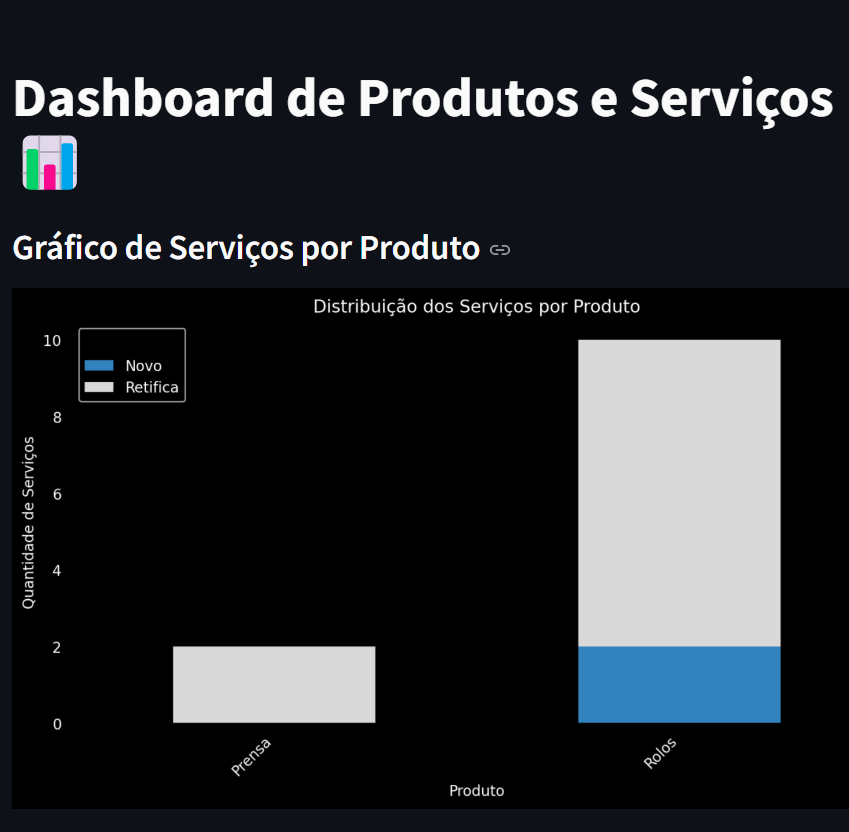 Dashboard de Produtos e Serviços
Gráfico de Serviços por Produto
Distribuição dos Serviços por Produto
10
Novo
Retifica
8
6
4
2
0
Quantidade de Serviços
Prensa
Rolos
Produto